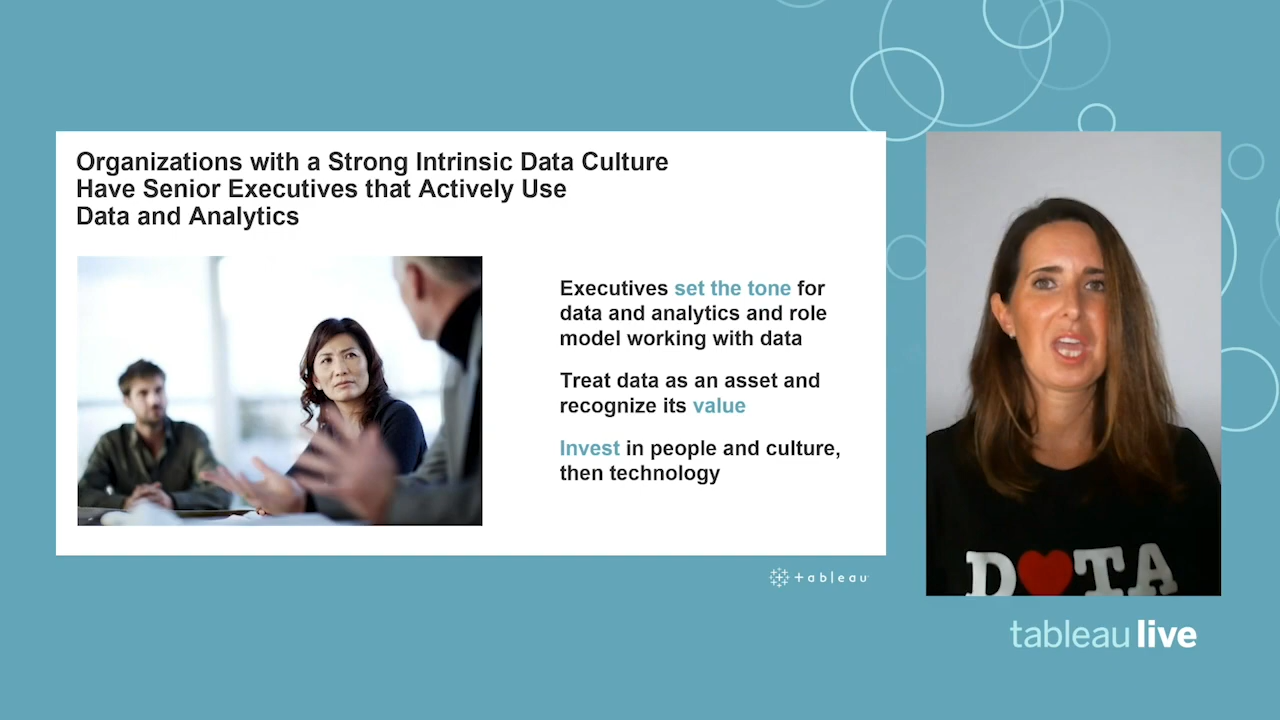 Organizations with a Strong Intrinsic Data Culture
Have Senior Executives that Actively Use
Data and Analytics
Executives set the tone for
data and analytics and role
model working with data
Treat data as an asset and
recognize its value
Invest in people and culture,
then technology
+ a b l e a u
D♥TA
tableau live